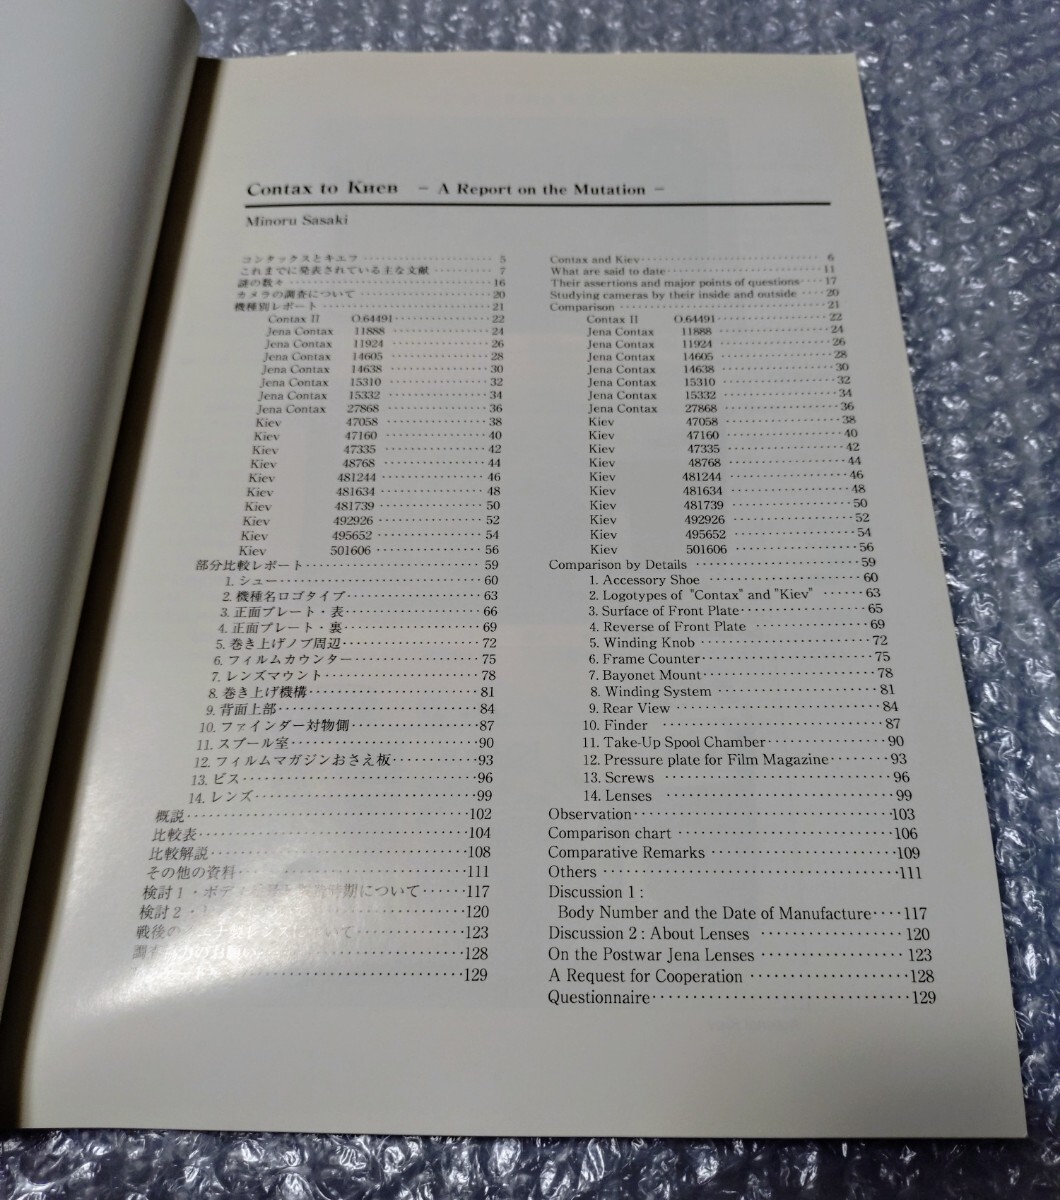 Contax to Киев – A Report on the Mutation –
Minoru Sasaki
コンタックスとキエフ 5
これまでに発表されている主な文献 7
謎の数々 16
カメラの調査について 20
機種別レポート 21
Contax II O.64491 22
Jena Contax 11888 24
Jena Contax 11924 26
Jena Contax 14605 28
Jena Contax 14638 30
Jena Contax 15310 32
Jena Contax 15332 34
Jena Contax 27868 36
Kiev 47058 38
Kiev 47160 40
Kiev 47335 42
Kiev 48768 44
Kiev 481244 46
Kiev 481634 48
Kiev 481739 50
Kiev 492926 52
Kiev 495652 54
Kiev 501606 56
部分比較レポート 59
1. シュー 60
2. 機種名ロゴタイプ 63
3. 正面プレート・表 66
4. 正面プレート・裏 69
5. 巻き上げノブ周辺 72
6. フィルムカウンター 75
7. レンズマウント 78
8. 巻き上げ機構 81
9. 背面上部 84
10. ファインダー対物側 87
11. スプール室 90
12. フィルムマガジンおさえ板 93
13. ビス 96
14. レンズ 99
概説 102
比較表 104
比較解説 108
その他の資料 111
検討1・ボデ 時期について 117
検討2・ 120
戦後の レンズについて 123
128
129
Contax and Kiev 6
What are said to date 11
Their assertions and major points of questions 17
Studying cameras by their inside and outside 20
Comparison 21
Contax II O.64491 22
Jena Contax 11888 24
Jena Contax 11924 26
Jena Contax 14605 28
Jena Contax 14638 30
Jena Contax 15310 32
Jena Contax 15332 34
Jena Contax 27868 36
Kiev 47058 38
Kiev 47160 40
Kiev 47335 42
Kiev 48768 44
Kiev 481244 46
Kiev 481634 48
Kiev 481739 50
Kiev 492926 52
Kiev 495652 54
Kiev 501606 56
Comparison by Details 59
1. Accessory Shoe 60
2. Logotypes of "Contax" and "Kiev" 63
3. Surface of Front Plate 65
4. Reverse of Front Plate 69
5. Winding Knob 72
6. Frame Counter 75
7. Bayonet Mount 78
8. Winding System 81
9. Rear View 84
10. Finder 87
11. Take-Up Spool Chamber 90
12. Pressure plate for Film Magazine 93
13. Screws 96
14. Lenses 99
Observation 103
Comparison chart 106
Comparative Remarks 109
Others 111
Discussion 1 :
Body Number and the Date of Manufacture 117
Discussion 2 : About Lenses 120
On the Postwar Jena Lenses 123
A Request for Cooperation 128
Questionnaire 129